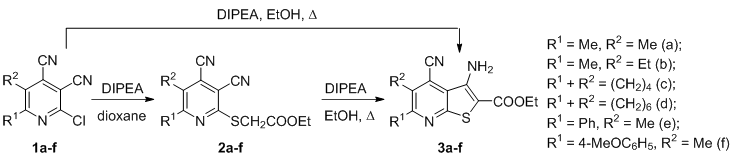 DIPEA, EtOH, Δ
CN
R²
CN
R¹
N
Cl
1a-f
DIPEA
dioxane
CN
R²
CN
R¹
N
SCH₂COOEt
2a-f
DIPEA
EtOH, Δ
CN
NH₂
R²
COOEt
R¹
N
S
3a-f
R¹ = Me, R² = Me (a);
R¹ = Me, R² = Et (b);
R¹ + R² = (CH₂)₄ (c);
R¹ + R² = (CH₂)₆ (d);
R¹ = Ph, R² = Me (e);
R¹ = 4-MeOC₆H₅, R² = Me (f)